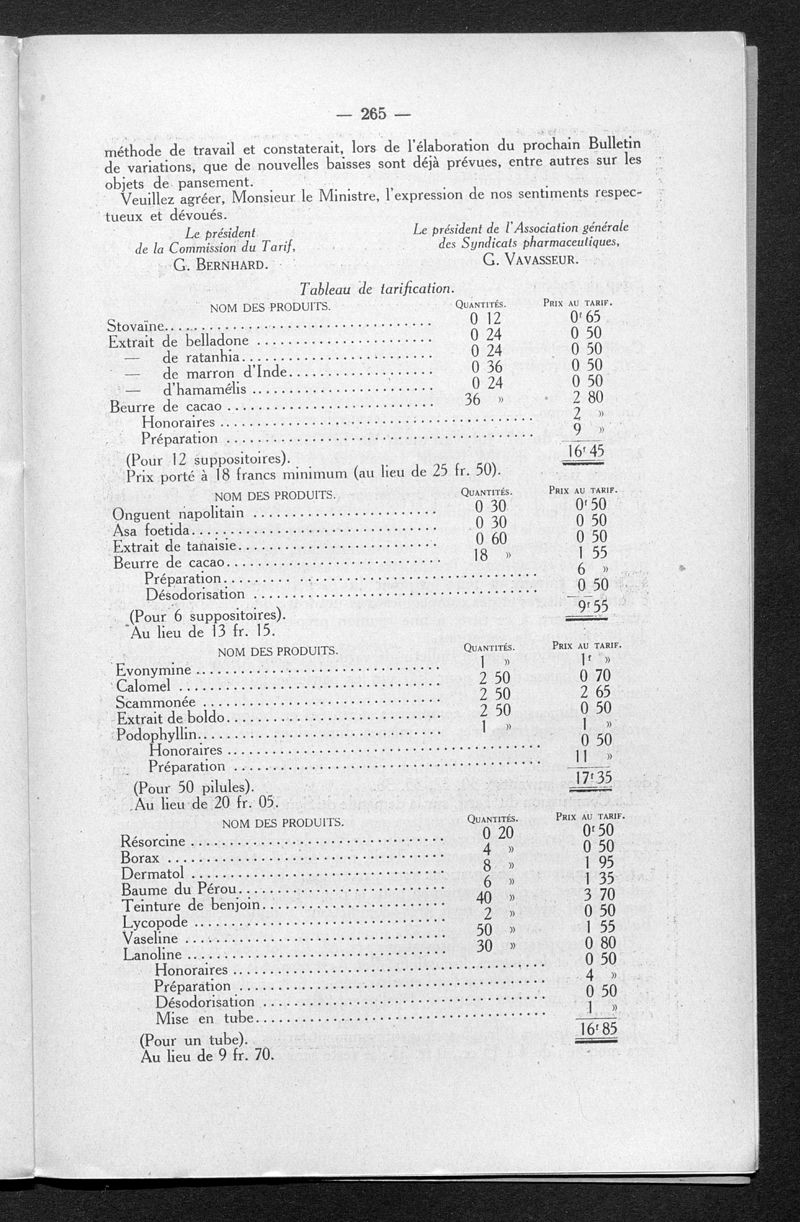 — 265 —
méthode de travail et constaterait, lors de l'élaboration du prochain Bulletin
de variations, que de nouvelles baisses sont déjà prévues, entre autres sur les
objets de pansement.
Veuillez agréer, Monsieur le Ministre, l'expression de nos sentiments respec-
tueux et dévoués.
Le président
de la Commission du Tarif,
G. BERNHARD.
Le président de l'Association générale
des Syndicats pharmaceutiques,
G. VAVASSEUR.
Tableau de tarification.
NOM DES PRODUITS. QUANTITÉS. PRIX AU TARIF.
Stovaïne 0 12 0ᶠ65
Extrait de belladone 0 24 0 50
— de ratanhia 0 24 0 50
— de marron d'Inde 0 36 0 50
— d'hamamélis 0 24 0 50
Beurre de cacao 36 » 2 80
Honoraires 2 »
Préparation 9 »
16ᶠ45
(Pour 12 suppositoires).
Prix porté à 18 francs minimum (au lieu de 25 fr. 50).
NOM DES PRODUITS. QUANTITÉS. PRIX AU TARIF.
Onguent napolitain 0 30 0ᶠ50
Asa foetida 0 30 0 50
Extrait de tanaisie 0 60 0 50
Beurre de cacao 18 » 1 55
Préparation 6 »
Désodorisation 0 50
9ᶠ55
(Pour 6 suppositoires).
Au lieu de 13 fr. 15.
NOM DES PRODUITS. QUANTITÉS. PRIX AU TARIF.
Evonymine 1 » 1ᶠ »
Calomel 2 50 0 70
Scammonée 2 50 2 65
Extrait de boldo 2 50 0 50
Podophyllin 1 » 1 »
Honoraires 0 50
Préparation 11 »
17ᶠ35
(Pour 50 pilules).
Au lieu de 20 fr. 05.
NOM DES PRODUITS. QUANTITÉS. PRIX AU TARIF.
Résorcine 0 20 0ᶠ50
Borax 4 » 0 50
Dermatol 8 » 1 95
Baume du Pérou 6 » 1 35
Teinture de benjoin 40 » 3 70
Lycopode 2 » 0 50
Vaseline 50 » 1 55
Lanoline 30 » 0 80
Honoraires 0 50
Préparation 4 »
Désodorisation 0 50
Mise en tube 1 »
16ᶠ85
(Pour un tube).
Au lieu de 9 fr. 70.